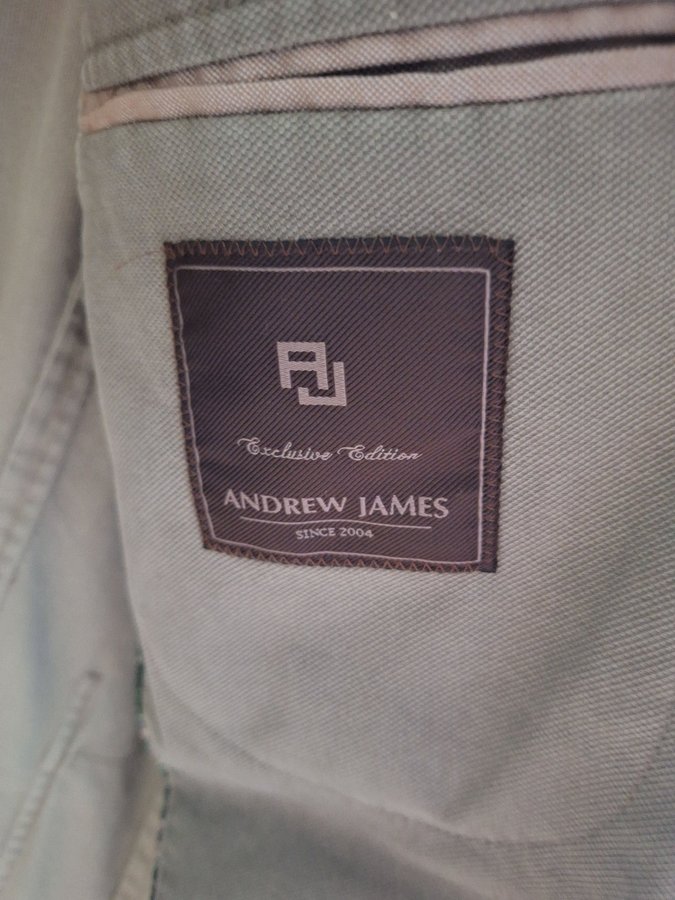 AJ
Exclusive Edition
ANDREW JAMES
SINCE 2004